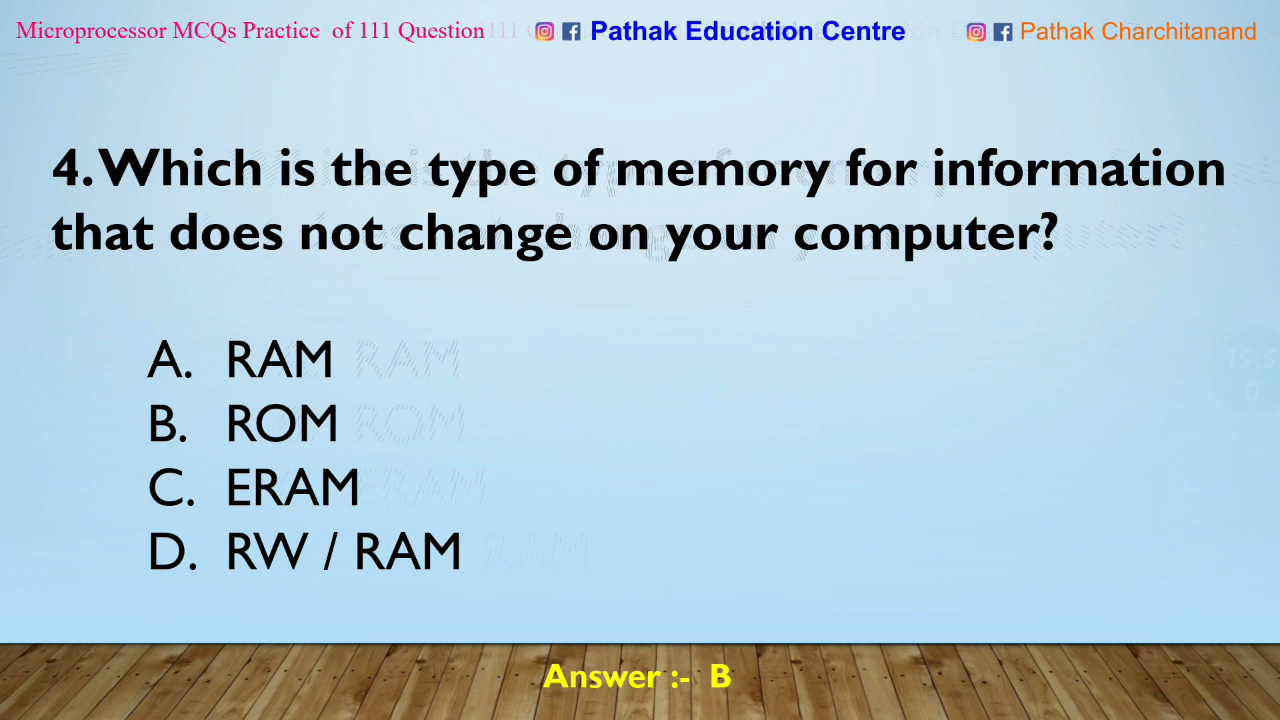 Microprocessor MCQs Practice of 111 Question Pathak Education Centre Pathak Charchitanand
4. Which is the type of memory for information
that does not change on your computer?
A. RAM
B. ROM
C. ERAM
D. RW / RAM
Answer :- B